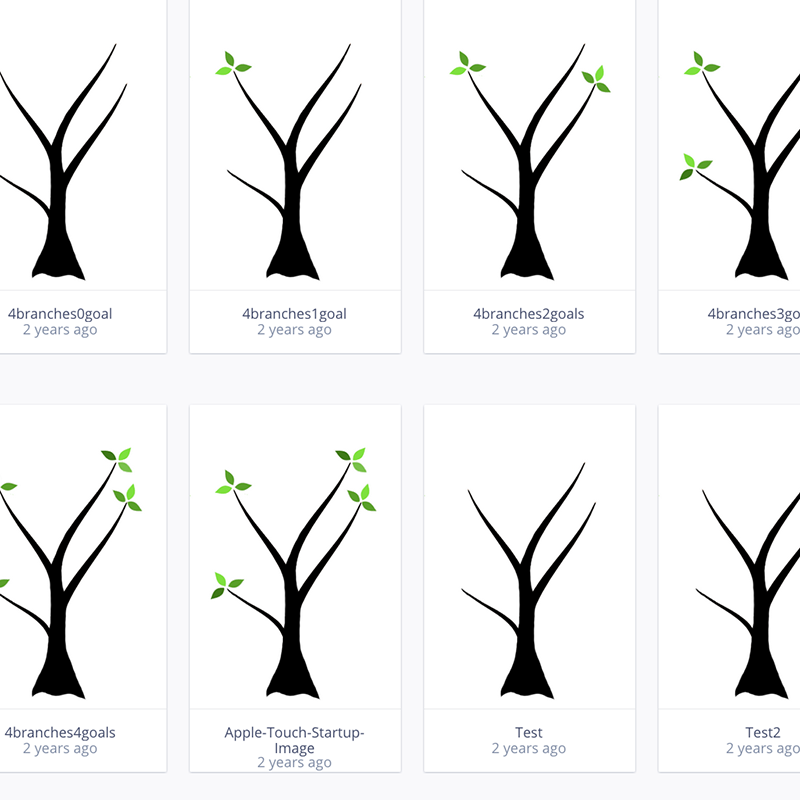 4branches0goal
2 years ago
4branches1goal
2 years ago
4branches2goals
2 years ago
4branches3go
2 years ago
4branches4goals
2 years ago
Apple-Touch-Startup-
Image
2 years ago
Test
2 years ago
Test2
2 years ago